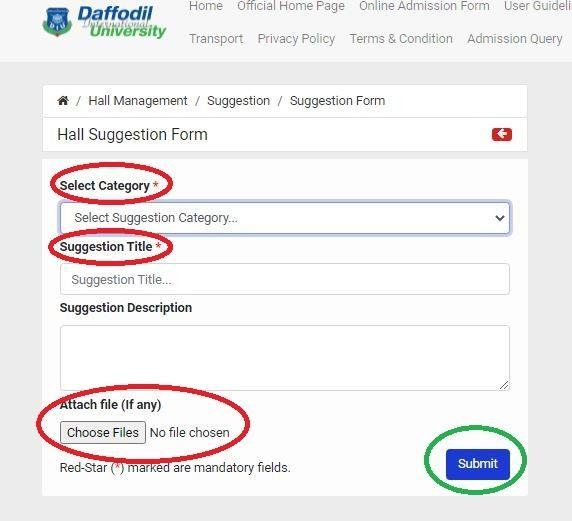 Daffodil
International
University
Home Official Home Page Online Admission Form User Guideli
Transport Privacy Policy Terms & Condition Admission Query
/ Hall Management / Suggestion / Suggestion Form
Hall Suggestion Form
Select Category *
Select Suggestion Category...
Suggestion Title *
Suggestion Title...
Suggestion Description
Attach file (If any)
Choose Files No file chosen
Submit
Red-Star (*) marked are mandatory fields.